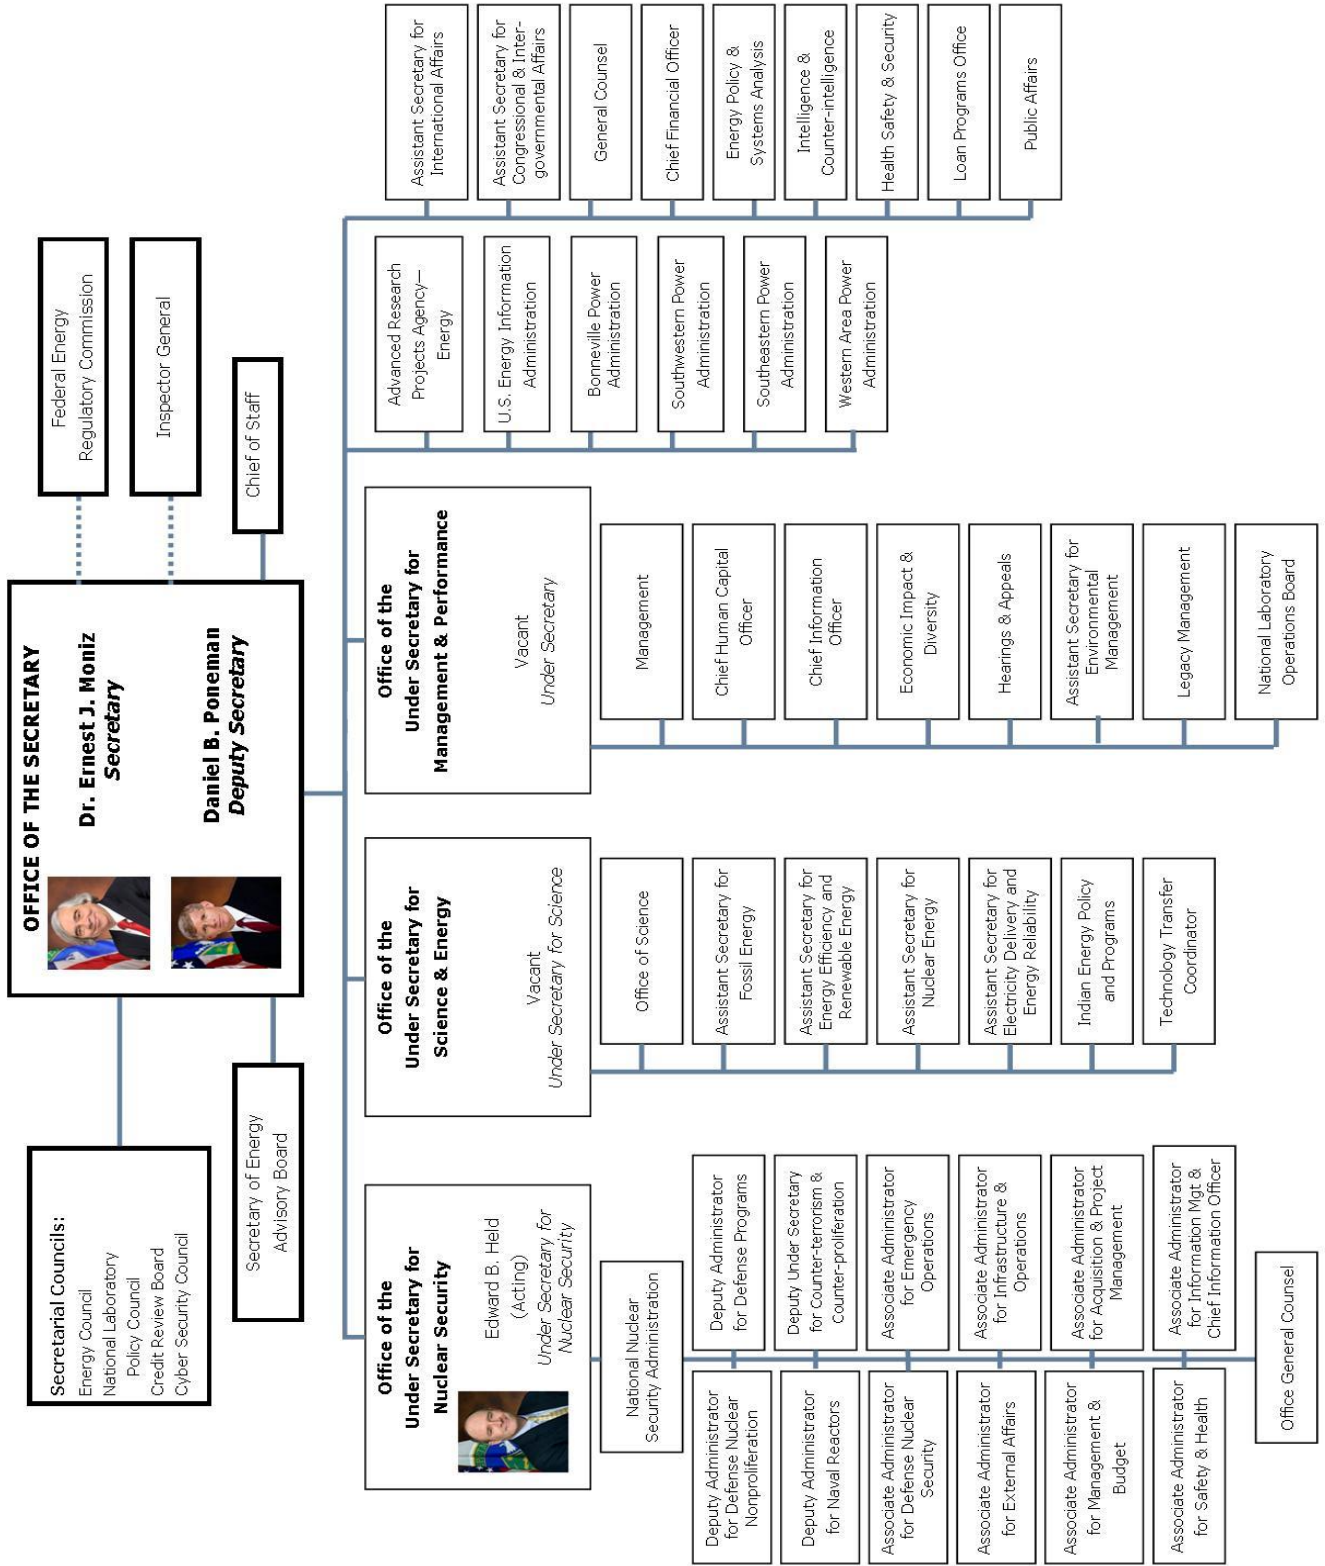 OFFICE OF THE SECRETARY
Dr. Ernest J. Moniz
Secretary
Daniel B. Poneman
Deputy Secretary
Secretarial Councils:
Energy Council
National Laboratory
Policy Council
Credit Review Board
Cyber Security Council
Secretary of Energy
Advisory Board
Federal Energy
Regulatory Commission
Inspector General
Chief of Staff
Office of the
Under Secretary for
Nuclear Security
Edward B. Held
(Acting)
Under Secretary for
Nuclear Security
National Nuclear
Security Administration
Deputy Administrator
for Defense Nuclear
Nonproliferation
Deputy Administrator
for Naval Reactors
Associate Administrator
for Defense Nuclear
Security
Associate Administrator
for External Affairs
Associate Administrator
for Management &
Budget
Associate Administrator
for Safety & Health
Deputy Administrator
for Defense Programs
Deputy Under Secretary
for Counter-terrorism &
Counter-proliferation
Associate Administrator
for Emergency
Operations
Associate Administrator
for Infrastructure &
Operations
Associate Administrator
for Acquisition & Project
Management
Associate Administrator
for Information Mgt &
Chief Information Officer
Office General Counsel
Office of the
Under Secretary for
Science & Energy
Vacant
Under Secretary for Science
Office of Science
Assistant Secretary for
Fossil Energy
Assistant Secretary for
Energy Efficiency and
Renewable Energy
Assistant Secretary for
Nuclear Energy
Assistant Secretary for
Electricity Delivery and
Energy Reliability
Indian Energy Policy
and Programs
Technology Transfer
Coordinator
Office of the
Under Secretary for
Management & Performance
Vacant
Under Secretary
Management
Chief Human Capital
Officer
Chief Information
Officer
Economic Impact &
Diversity
Hearings & Appeals
Assistant Secretary for
Environmental
Management
Legacy Management
National Laboratory
Operations Board
Advanced Research
Projects Agency—
Energy
U.S. Energy Information
Administration
Bonneville Power
Administration
Southwestern Power
Administration
Southeastern Power
Administration
Western Area Power
Administration
Assistant Secretary for
International Affairs
Assistant Secretary for
Congressional & Inter-
governmental Affairs
General Counsel
Chief Financial Officer
Energy Policy &
Systems Analysis
Intelligence &
Counter-intelligence
Health Safety & Security
Loan Programs Office
Public Affairs